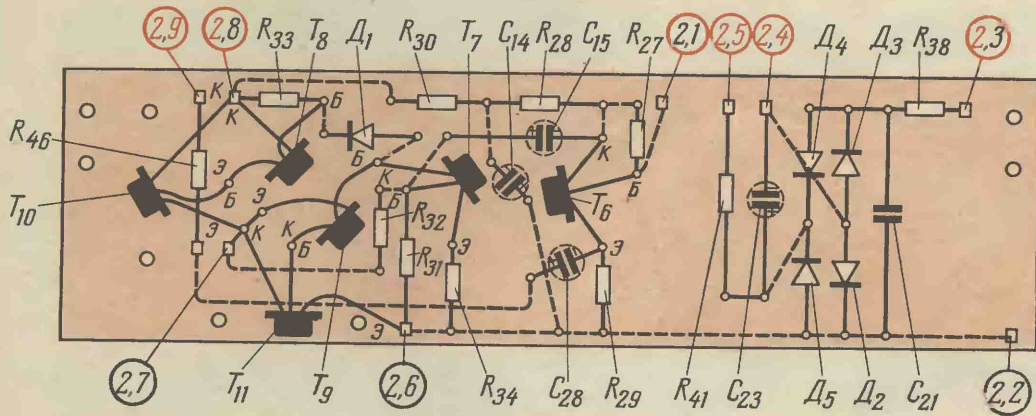 2,9 2,8 R33 T8 Д1 R30 T7 C14 R28 C15 R27 2,1 2,5 2,4 Д4 Д3 R38 2,3
К К Б
R46 Б К К
Э Э Б Б Б
T10 T6
Э К R32
Э К Б R31 Э Э
Э
2,7 T11 T9 2,6 R34 C28 R29 R41 C23 Д5 Д2 C21 2,2